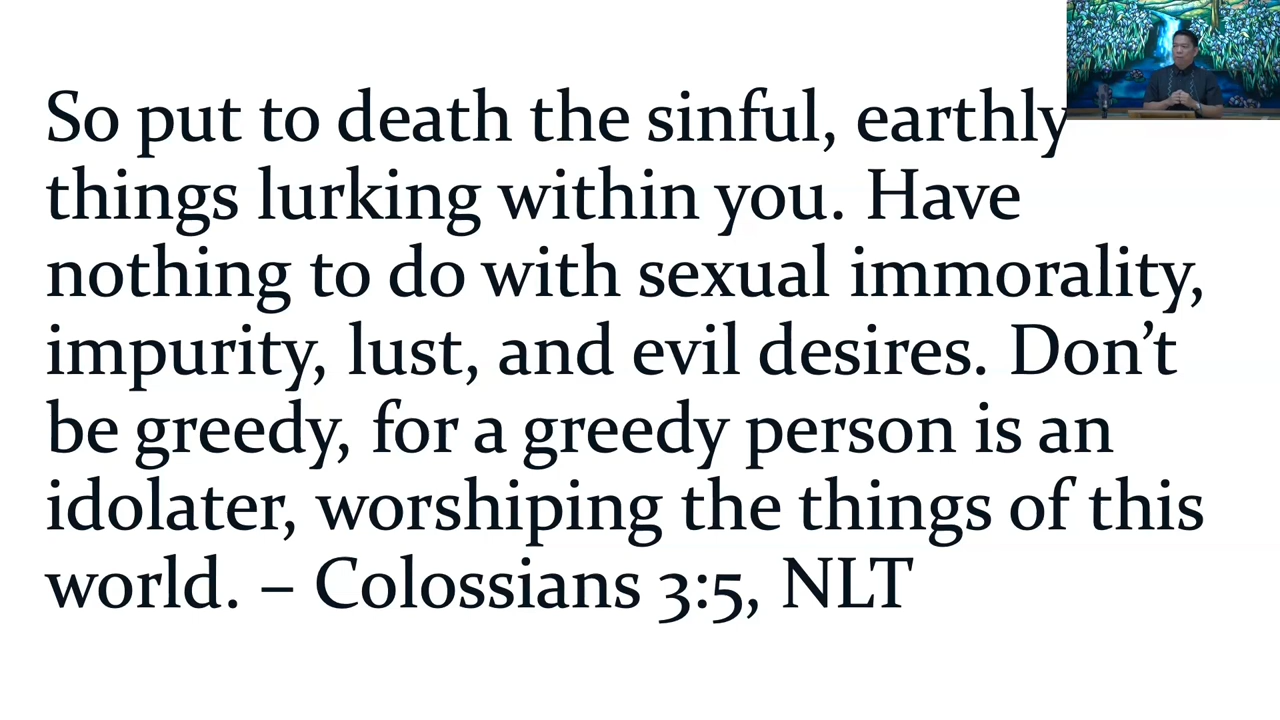 So put to death the sinful, earthly
things lurking within you. Have
nothing to do with sexual immorality,
impurity, lust, and evil desires. Don’t
be greedy, for a greedy person is an
idolater, worshiping the things of this
world. – Colossians 3:5, NLT